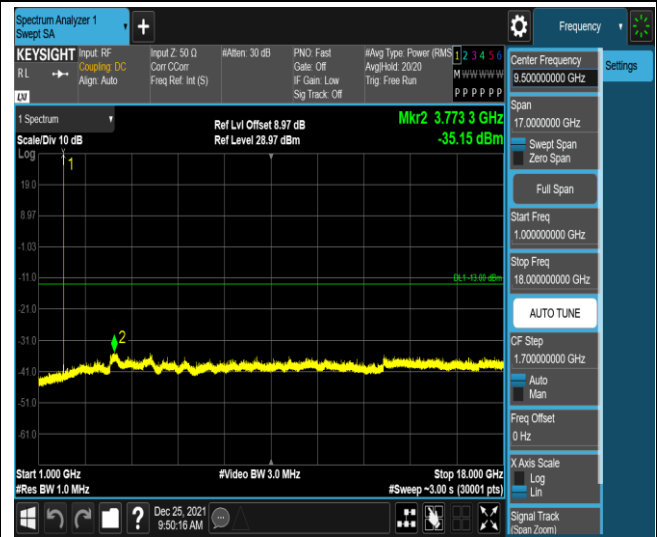 Spectrum Analyzer 1
Swept SA
Frequency
KEYSIGHT
RL
LXI
Input: RF
Coupling: DC
Align: Auto
Input Z: 50 Ω
Corr CCorr
Freq Ref: Int (S)
#Atten: 30 dB
PNO: Fast
Gate: Off
IF Gain: Low
Sig Track: Off
#Avg Type: Power (RMS
Avg|Hold: 20/20
Trig: Free Run
1 2 3 4 5 6
M W W W W W
P P P P P P
1 Spectrum
Scale/Div 10 dB
Ref Lvl Offset 8.97 dB
Ref Level 28.97 dBm
Mkr2 3.773 3 GHz
-35.15 dBm
Log
1
19.0
8.97
-1.03
-11.0
DL1 -13.00 dBm
-21.0
-31.0
2
-41.0
-51.0
-61.0
Start 1.000 GHz
#Res BW 1.0 MHz
#Video BW 3.0 MHz
Stop 18.000 GHz
#Sweep ~3.00 s (30001 pts)
Dec 25, 2021
9:50:16 AM
Center Frequency
9.500000000 GHz
Span
17.0000000 GHz
Swept Span
Zero Span
Full Span
Start Freq
1.000000000 GHz
Stop Freq
18.000000000 GHz
AUTO TUNE
CF Step
1.700000000 GHz
Auto
Man
Freq Offset
0 Hz
X Axis Scale
Log
Lin
Signal Track
(Span Zoom)
Settings